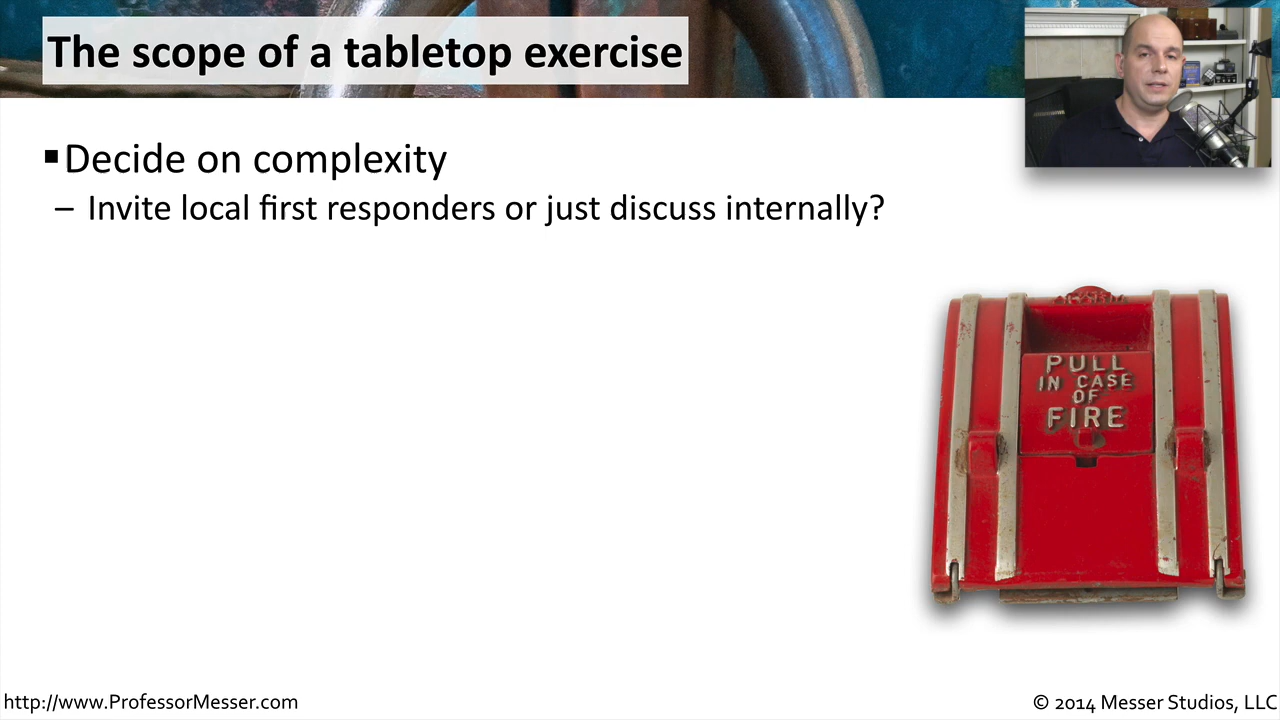 The scope of a tabletop exercise
▪Decide on complexity
– Invite local first responders or just discuss internally?
PULL
IN CASE
OF
FIRE
http://www.ProfessorMesser.com
© 2014 Messer Studios, LLC